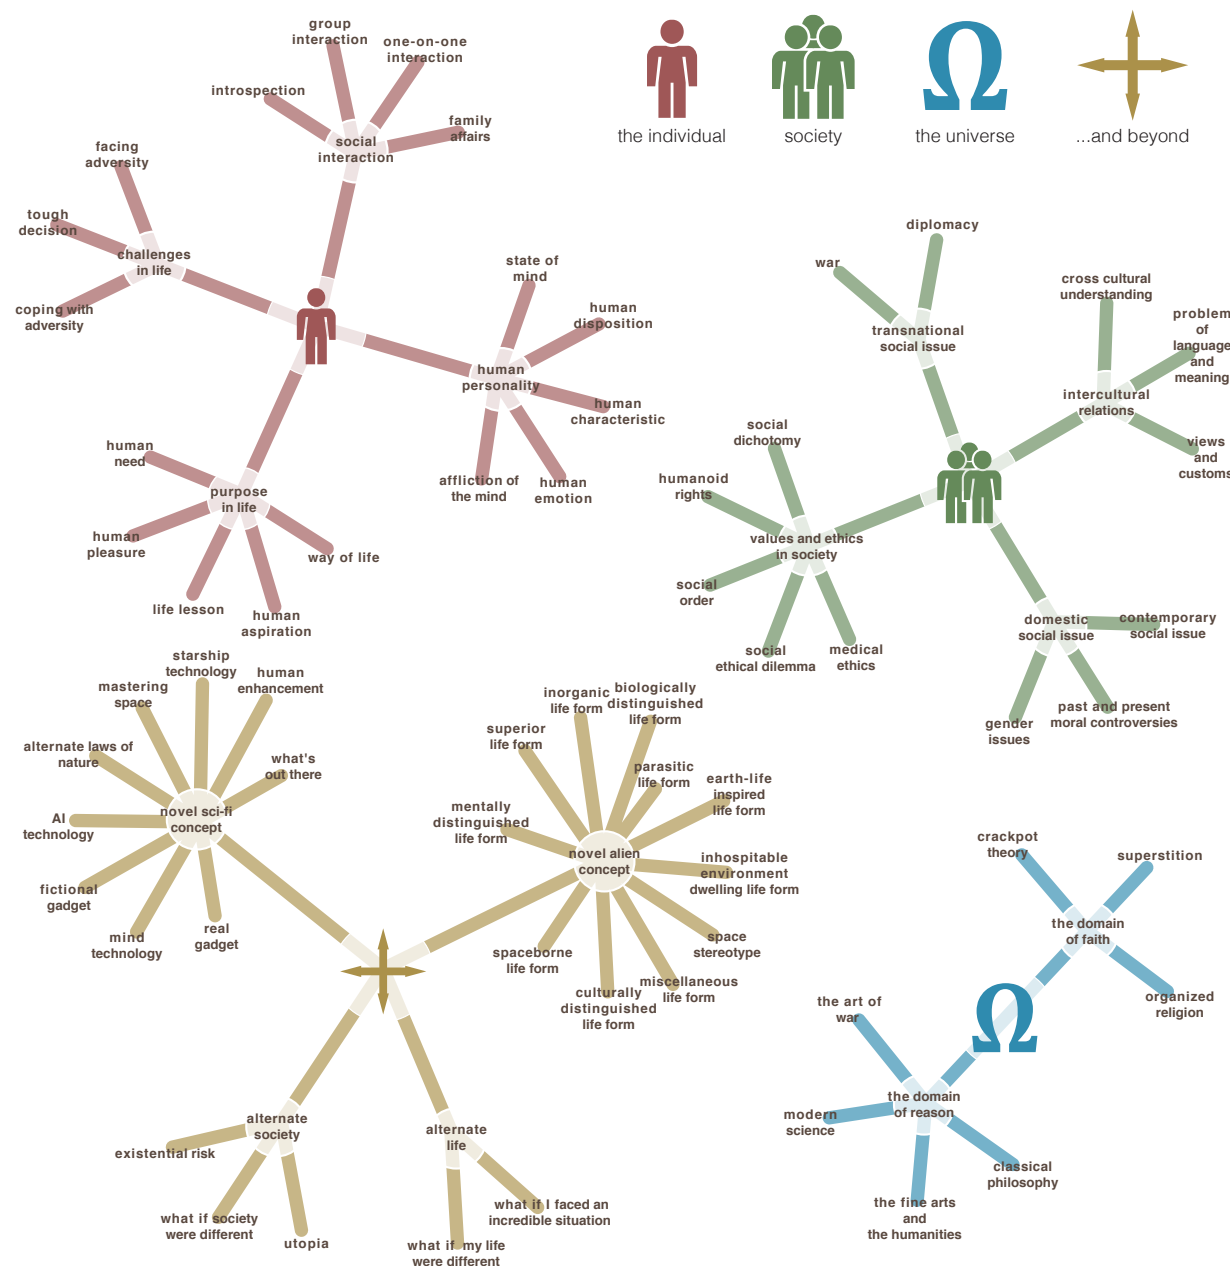 the individual
society
the universe
...and beyond
group
interaction
one-on-one
interaction
introspection
family
affairs
social
interaction
facing
adversity
tough
decision
challenges
in life
coping with
adversity
state of
mind
human
disposition
human
personality
human
characteristic
affliction of
the mind
human
emotion
human
need
purpose
in life
human
pleasure
way of life
life lesson
human
aspiration
diplomacy
war
transnational
social issue
cross cultural
understanding
problem
of
language
and
meaning
intercultural
relations
views
and
customs
social
dichotomy
humanoid
rights
values and ethics
in society
social
order
social
ethical dilemma
medical
ethics
domestic
social issue
contemporary
social issue
gender
issues
past and present
moral controversies
starship
technology
human
enhancement
mastering
space
alternate laws of
nature
what's
out there
AI
technology
novel sci-fi
concept
fictional
gadget
mind
technology
real
gadget
inorganic
life form
biologically
distinguished
life form
superior
life form
parasitic
life form
earth-life
inspired
life form
mentally
distinguished
life form
novel alien
concept
inhospitable
environment
dwelling life form
spaceborne
life form
space
stereotype
culturally
distinguished
life form
miscellaneous
life form
alternate
society
existential risk
what if society
were different
utopia
alternate
life
what if I faced an
incredible situation
what if my life
were different
crackpot
theory
superstition
the domain
of faith
organized
religion
the art of
war
the domain
of reason
modern
science
classical
philosophy
the fine arts
and
the humanities